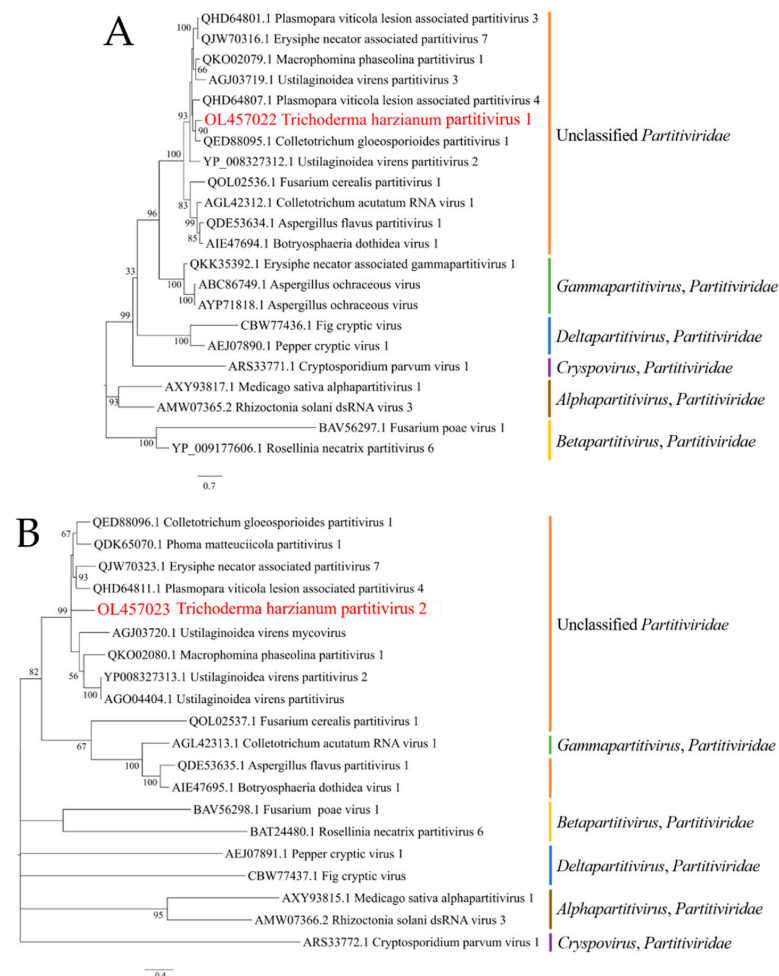 A
QHD64801.1 Plasmopara viticola lesion associated partitivirus 3
100
QJW70316.1 Erysiphe necator associated partitivirus 7
QKO02079.1 Macrophomina phaseolina partitivirus 1
66
AGJ03719.1 Ustilaginoidea virens partitivirus 3
QHD64807.1 Plasmopara viticola lesion associated partitivirus 4
93
OL457022 Trichoderma harzianum partitivirus 1
90
Unclassified Partitiviridae
QED88095.1 Colletotrichum gloeosporioides partitivirus 1
100
YP_008327312.1 Ustilaginoidea virens partitivirus 2
QOL02536.1 Fusarium cerealis partitivirus 1
83
AGL42312.1 Colletotrichum acutatum RNA virus 1
96
99
QDE53634.1 Aspergillus flavus partitivirus 1
85
AIE47694.1 Botryosphaeria dothidea virus 1
QKK35392.1 Erysiphe necator associated gammapartitivirus 1
33
100
ABC86749.1 Aspergillus ochraceous virus
Gammapartitivirus, Partitiviridae
100
AYP71818.1 Aspergillus ochraceous virus
99
CBW77436.1 Fig cryptic virus
Deltapartitivirus, Partitiviridae
100
AEJ07890.1 Pepper cryptic virus 1
ARS33771.1 Cryptosporidium parvum virus 1
Cryspovirus, Partitiviridae
AXY93817.1 Medicago sativa alphapartitivirus 1
Alphapartitivirus, Partitiviridae
93
AMW07365.2 Rhizoctonia solani dsRNA virus 3
BAV56297.1 Fusarium poae virus 1
Betapartitivirus, Partitiviridae
100
YP_009177606.1 Rosellinia necatrix partitivirus 6
0.7
B
QED88096.1 Colletotrichum gloeosporioides partitivirus 1
67
QDK65070.1 Phoma matteuciicola partitivirus 1
QJW70323.1 Erysiphe necator associated partitivirus 7
93
QHD64811.1 Plasmopara viticola lesion associated partitivirus 4
99
OL457023 Trichoderma harzianum partitivirus 2
Unclassified Partitiviridae
AGJ03720.1 Ustilaginoidea virens mycovirus
QKO02080.1 Macrophomina phaseolina partitivirus 1
82
56
YP008327313.1 Ustilaginoidea virens partitivirus 2
100
AGO04404.1 Ustilaginoidea virens partitivirus
QOL02537.1 Fusarium cerealis partitivirus 1
67
AGL42313.1 Colletotrichum acutatum RNA virus 1
Gammapartitivirus, Partitiviridae
100
QDE53635.1 Aspergillus flavus partitivirus 1
100
AIE47695.1 Botryosphaeria dothidea virus 1
BAV56298.1 Fusarium poae virus 1
Betapartitivirus, Partitiviridae
BAT24480.1 Rosellinia necatrix partitivirus 6
AEJ07891.1 Pepper cryptic virus 1
Deltapartitivirus, Partitiviridae
CBW77437.1 Fig cryptic virus
AXY93815.1 Medicago sativa alphapartitivirus 1
Alphapartitivirus, Partitiviridae
95
AMW07366.2 Rhizoctonia solani dsRNA virus 3
ARS33772.1 Cryptosporidium parvum virus 1
Cryspovirus, Partitiviridae
0.4